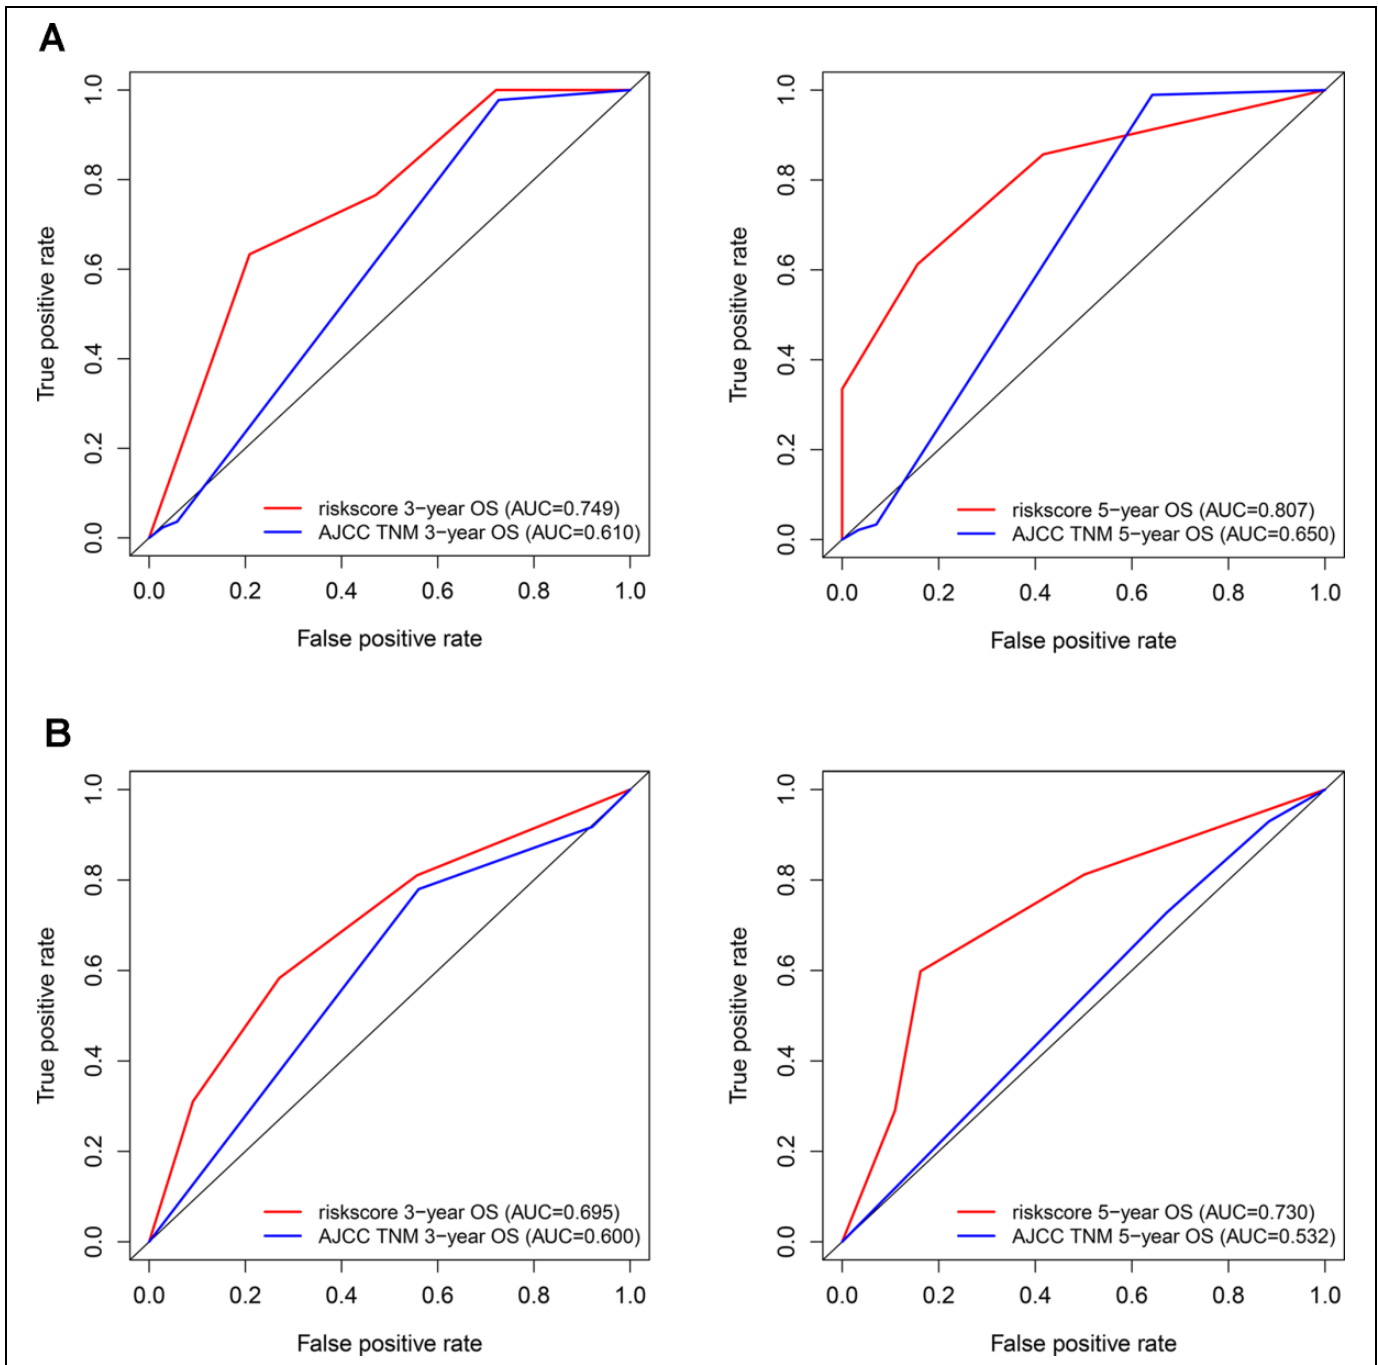 A
1.0
0.8
0.6
0.4
0.2
0.0
True positive rate
riskscore 3−year OS (AUC=0.749)
AJCC TNM 3−year OS (AUC=0.610)
0.0 0.2 0.4 0.6 0.8 1.0
False positive rate
1.0
0.8
0.6
0.4
0.2
0.0
True positive rate
riskscore 5−year OS (AUC=0.807)
AJCC TNM 5−year OS (AUC=0.650)
0.0 0.2 0.4 0.6 0.8 1.0
False positive rate
B
1.0
0.8
0.6
0.4
0.2
0.0
True positive rate
riskscore 3−year OS (AUC=0.695)
AJCC TNM 3−year OS (AUC=0.600)
0.0 0.2 0.4 0.6 0.8 1.0
False positive rate
1.0
0.8
0.6
0.4
0.2
0.0
True positive rate
riskscore 5−year OS (AUC=0.730)
AJCC TNM 5−year OS (AUC=0.532)
0.0 0.2 0.4 0.6 0.8 1.0
False positive rate